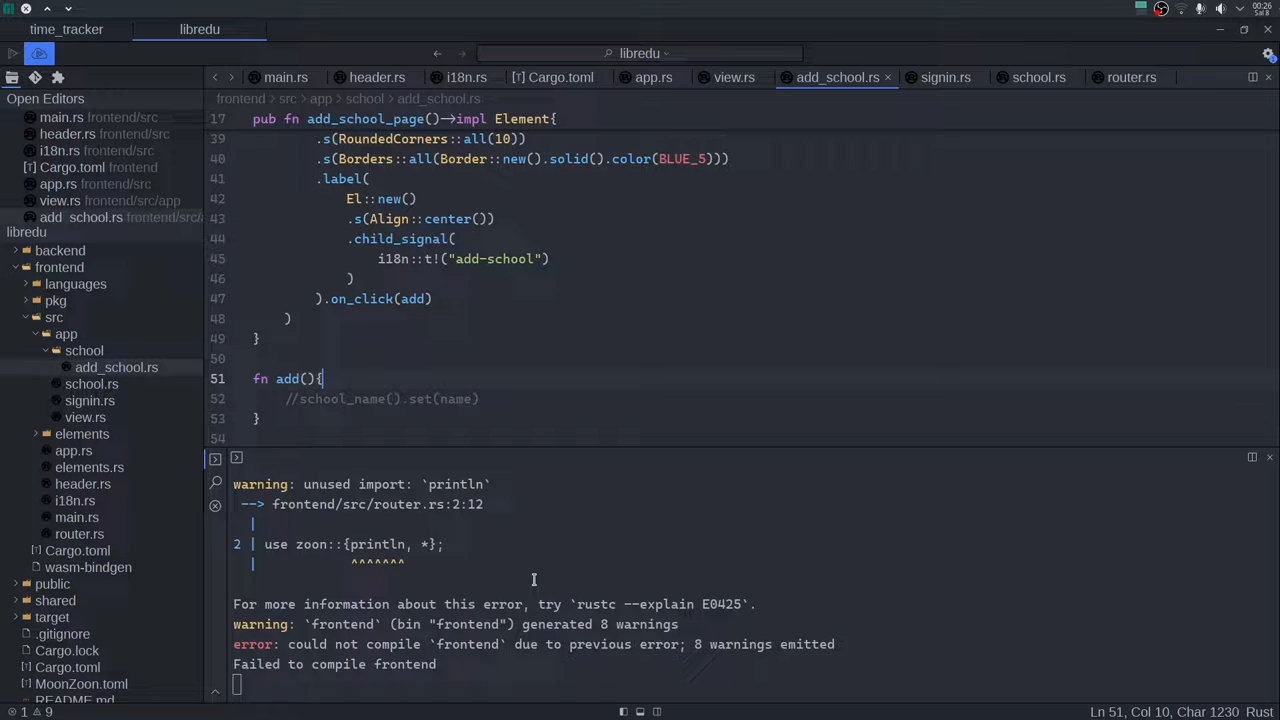 00:26
Sal 8
time_tracker
libredu
libredu
main.rs
header.rs
i18n.rs
[T] Cargo.toml
app.rs
view.rs
add_school.rs ×
signin.rs
school.rs
router.rs
Open Editors
main.rs frontend/src
header.rs frontend/src
i18n.rs frontend/src
[T] Cargo.toml frontend
app.rs frontend/src
view.rs frontend/src/app
add_school.rs frontend/src/
libredu
backend
frontend
languages
pkg
src
app
school
add_school.rs
school.rs
signin.rs
view.rs
elements
app.rs
elements.rs
header.rs
i18n.rs
main.rs
router.rs
[T] Cargo.toml
wasm-bindgen
public
shared
target
.gitignore
Cargo.lock
[T] Cargo.toml
[T] MoonZoon.toml
README.md
frontend › src › app › school › add_school.rs
17 pub fn add_school_page()->impl Element{
39 .s(RoundedCorners::all(10))
40 .s(Borders::all(Border::new().solid().color(BLUE_5)))
41 .label(
42 El::new()
43 .s(Align::center())
44 .child_signal(
45 i18n::t!("add-school")
46 )
47 ).on_click(add)
48 )
49 }
50
51 fn add(){
52 //school_name().set(name)
53 }
54
warning: unused import: `println`
--> frontend/src/router.rs:2:12
|
2 | use zoon::{println, *};
| ^^^^^^^
For more information about this error, try `rustc --explain E0425`.
warning: `frontend` (bin "frontend") generated 8 warnings
error: could not compile `frontend` due to previous error; 8 warnings emitted
Failed to compile frontend
1 9
Ln 51, Col 10, Char 1230 Rust